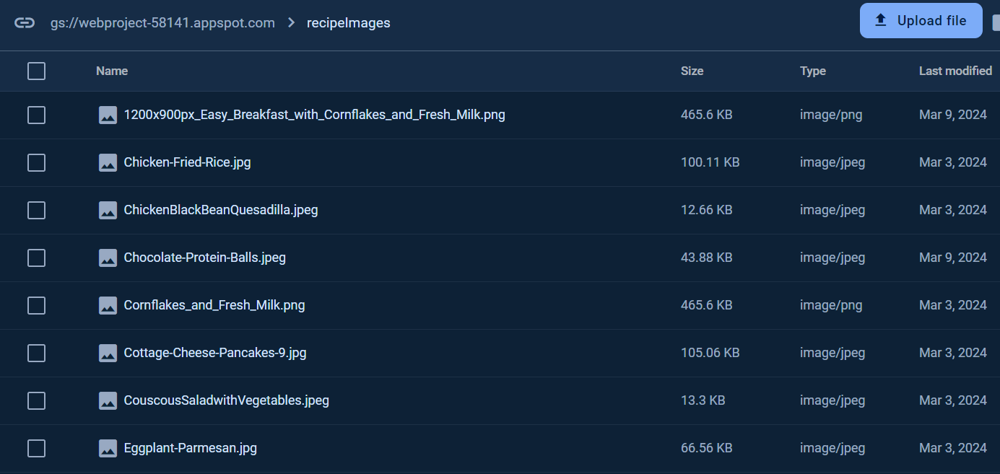 gs://webproject-58141.appspot.com > recipeImages Upload file
Name Size Type Last modified
1200x900px_Easy_Breakfast_with_Cornflakes_and_Fresh_Milk.png 465.6 KB image/png Mar 9, 2024
Chicken-Fried-Rice.jpg 100.11 KB image/jpeg Mar 3, 2024
ChickenBlackBeanQuesadilla.jpeg 12.66 KB image/jpeg Mar 3, 2024
Chocolate-Protein-Balls.jpeg 43.88 KB image/jpeg Mar 9, 2024
Cornflakes_and_Fresh_Milk.png 465.6 KB image/png Mar 3, 2024
Cottage-Cheese-Pancakes-9.jpg 105.06 KB image/jpeg Mar 3, 2024
CouscousSaladwithVegetables.jpeg 13.3 KB image/jpeg Mar 3, 2024
Eggplant-Parmesan.jpg 66.56 KB image/jpeg Mar 3, 2024